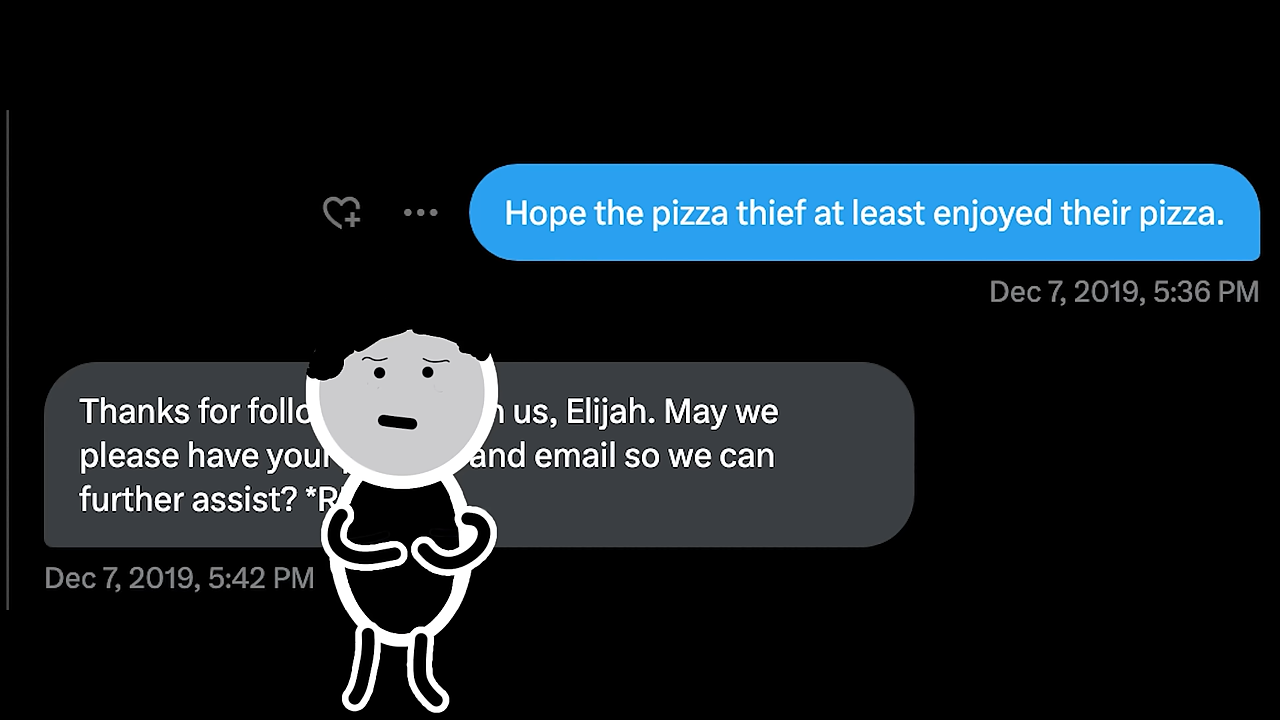 Hope the pizza thief at least enjoyed their pizza.
Dec 7, 2019, 5:36 PM
Thanks for us, Elijah. May we
please have your and email so we can
further assist?
Dec 7, 2019, 5:42 PM